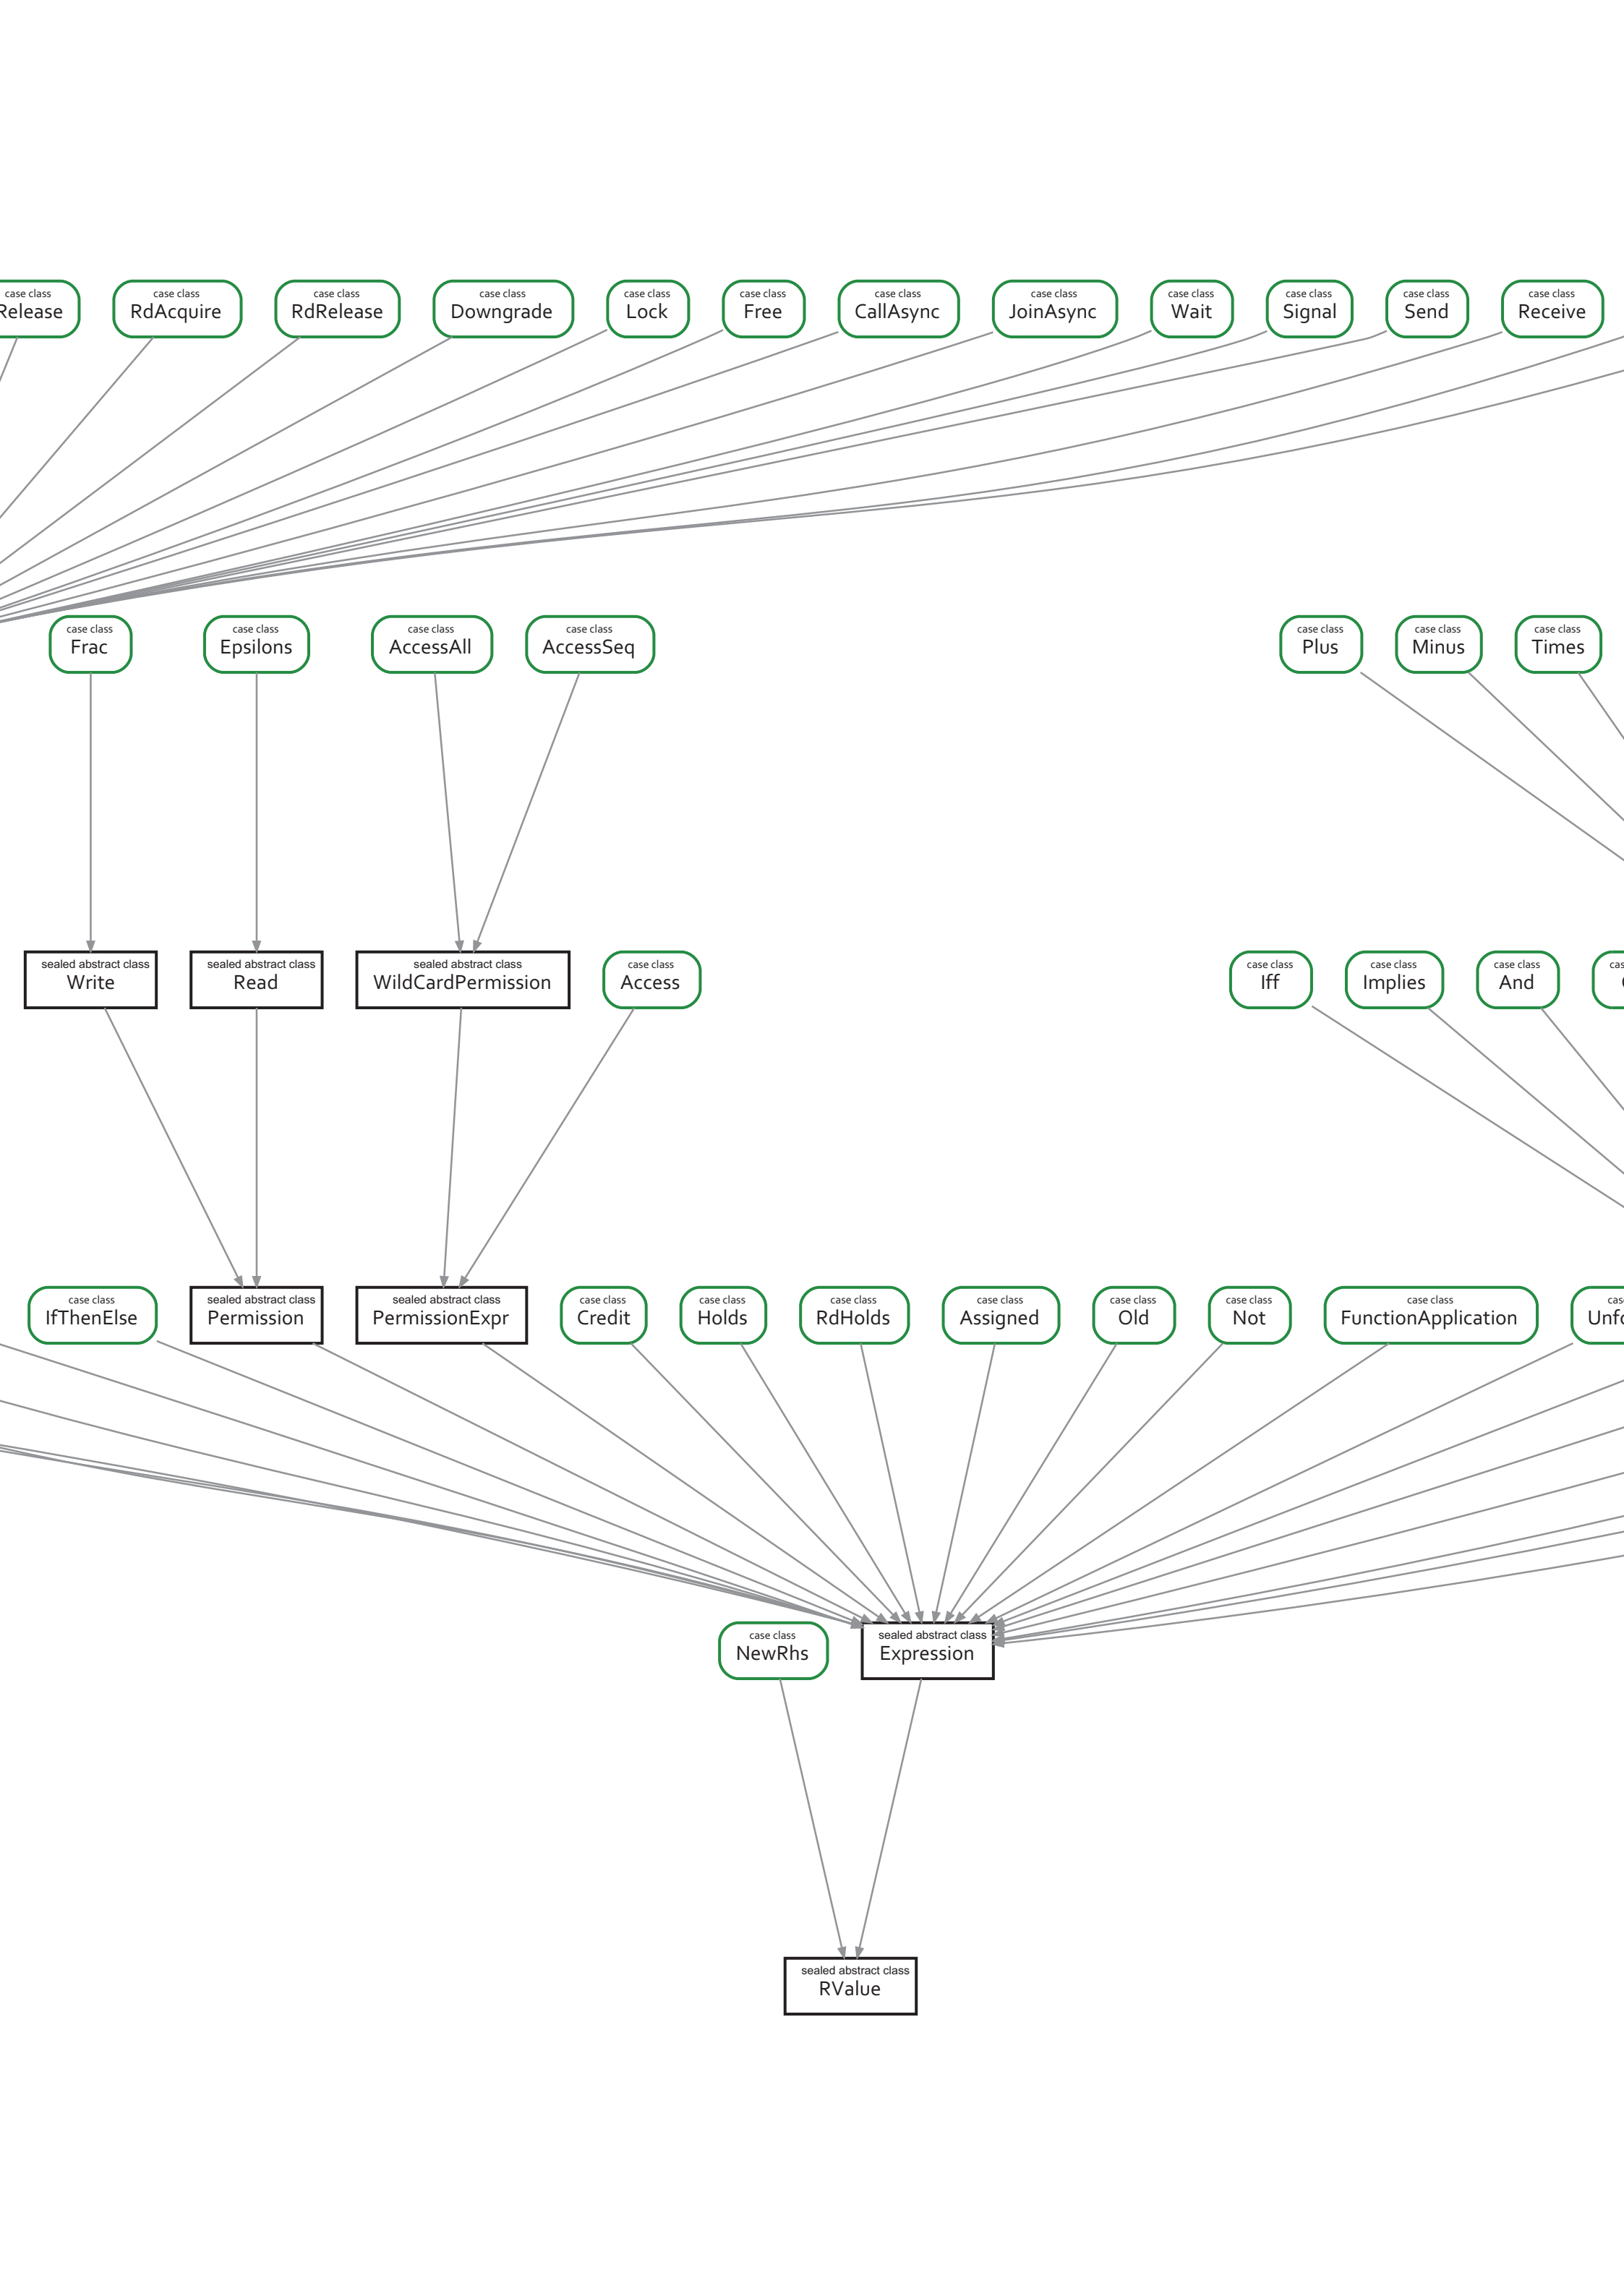 case class
Release
case class
RdAcquire
case class
RdRelease
case class
Downgrade
case class
Lock
case class
Free
case class
CallAsync
case class
JoinAsync
case class
Wait
case class
Signal
case class
Send
case class
Receive
case class
Frac
case class
Epsilons
case class
AccessAll
case class
AccessSeq
case class
Plus
case class
Minus
case class
Times
sealed abstract class
Write
sealed abstract class
Read
sealed abstract class
WildCardPermission
case class
Access
case class
Iff
case class
Implies
case class
And
case class
IfThenElse
sealed abstract class
Permission
sealed abstract class
PermissionExpr
case class
Credit
case class
Holds
case class
RdHolds
case class
Assigned
case class
Old
case class
Not
case class
FunctionApplication
case class
NewRhs
sealed abstract class
Expression
sealed abstract class
RValue